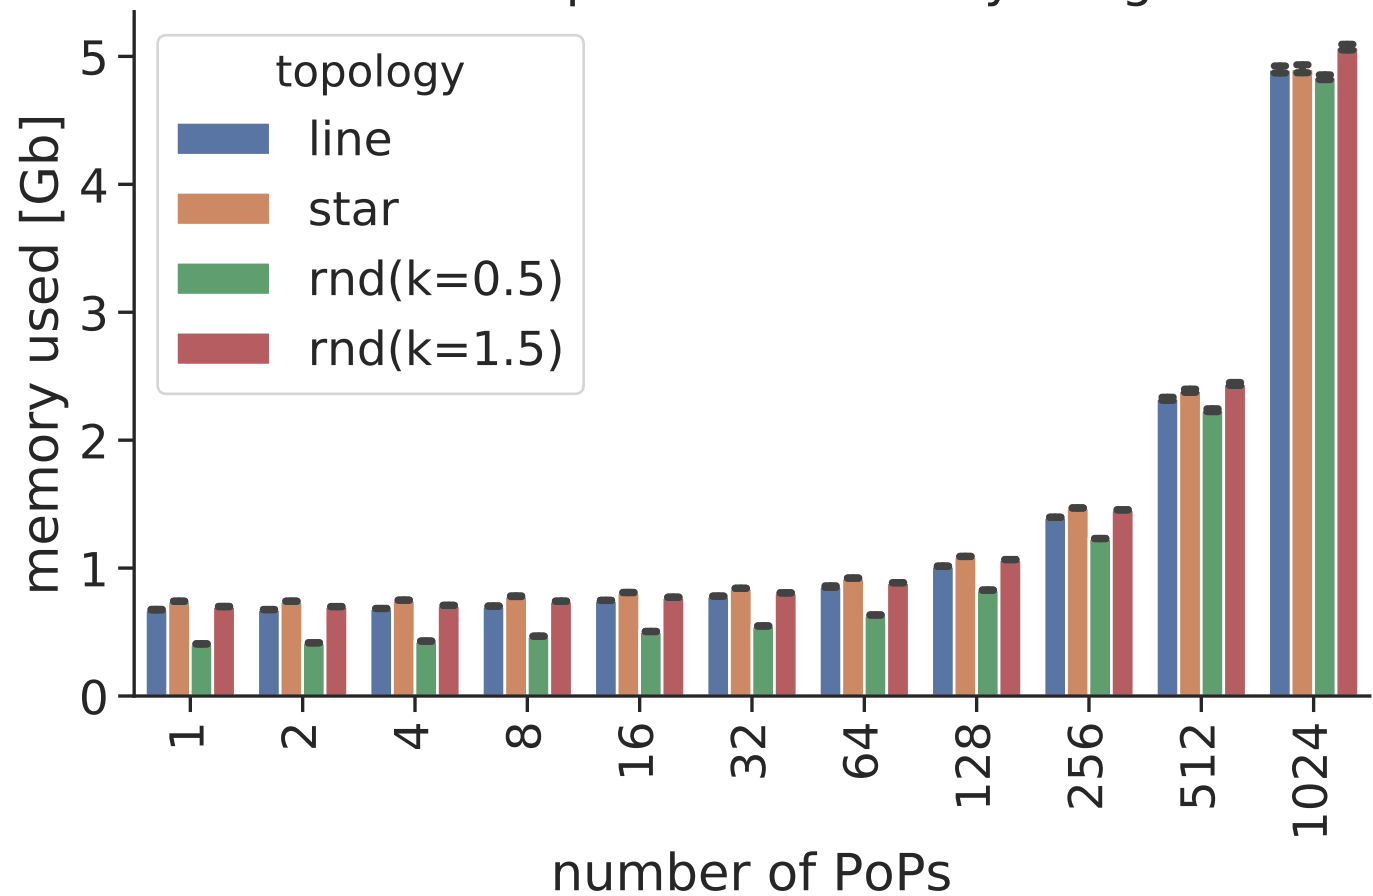 memory used [Gb]
5
4
3
2
1
0
topology
line
star
rnd(k=0.5)
rnd(k=1.5)
1
2
4
8
16
32
64
128
256
512
1024
number of PoPs